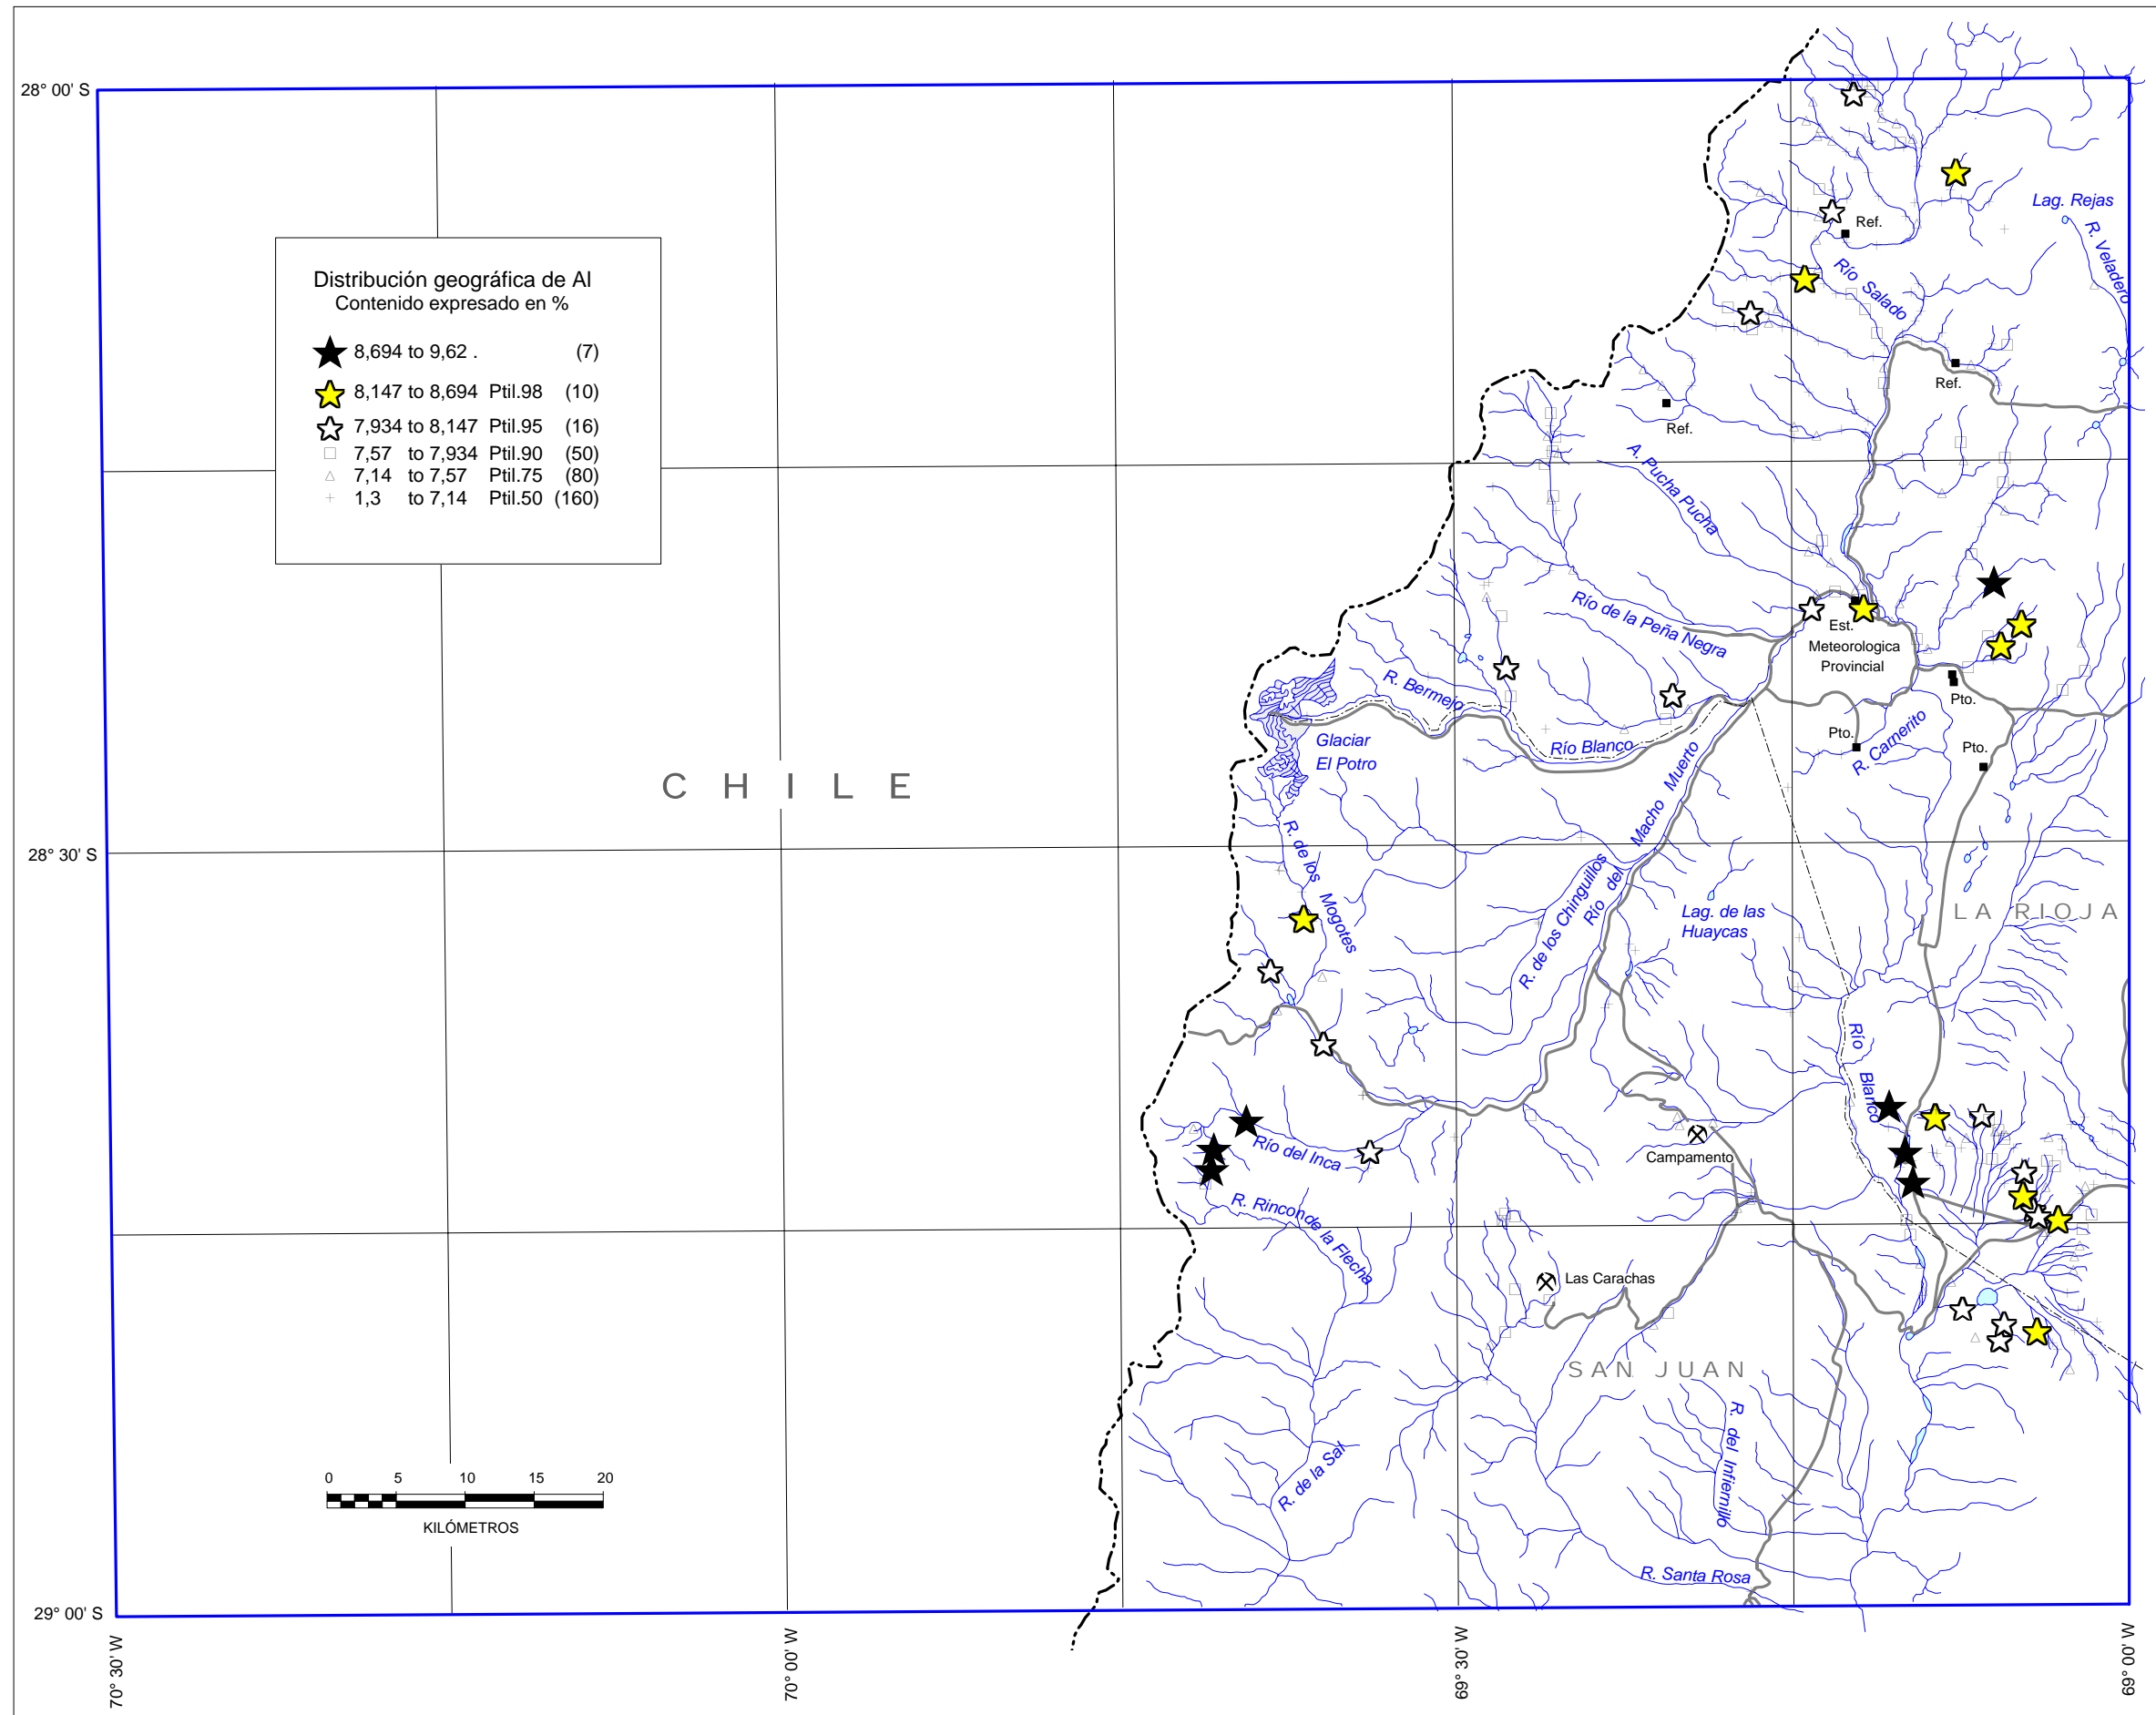 28° 00' S
Lag. Rejas
R. Veladero
Ref.
Río Salado
Distribución geográfica de Al
Contenido expresado en %
8,694 to 9,62 . (7)
8,147 to 8,694 Ptil.98 (10)
7,934 to 8,147 Ptil.95 (16)
7,57 to 7,934 Ptil.90 (50)
7,14 to 7,57 Ptil.75 (80)
1,3 to 7,14 Ptil.50 (160)
Ref.
Ref.
A. Pucha Pucha
Río de la Peña Negra
Est.
Meteorologica
Provincial
R. Bermejo
Pto.
Glaciar
El Potro
Río Blanco
Pto.
R. Carnerito
Pto.
CHILE
Río del Macho Muerto
28° 30' S
R. de los Mogotes
R. de los Chinguillos
Lag. de las
Huaycas
LA RIOJA
Río Blanco
Río del Inca
Campamento
R. Rincon de la Flecha
Las Carachas
SAN JUAN
R. del Infiernillo
R. de la Sal
0 5 10 15 20
KILÓMETROS
R. Santa Rosa
29° 00' S
70° 30' W
70° 00' W
69° 30' W
69° 00' W